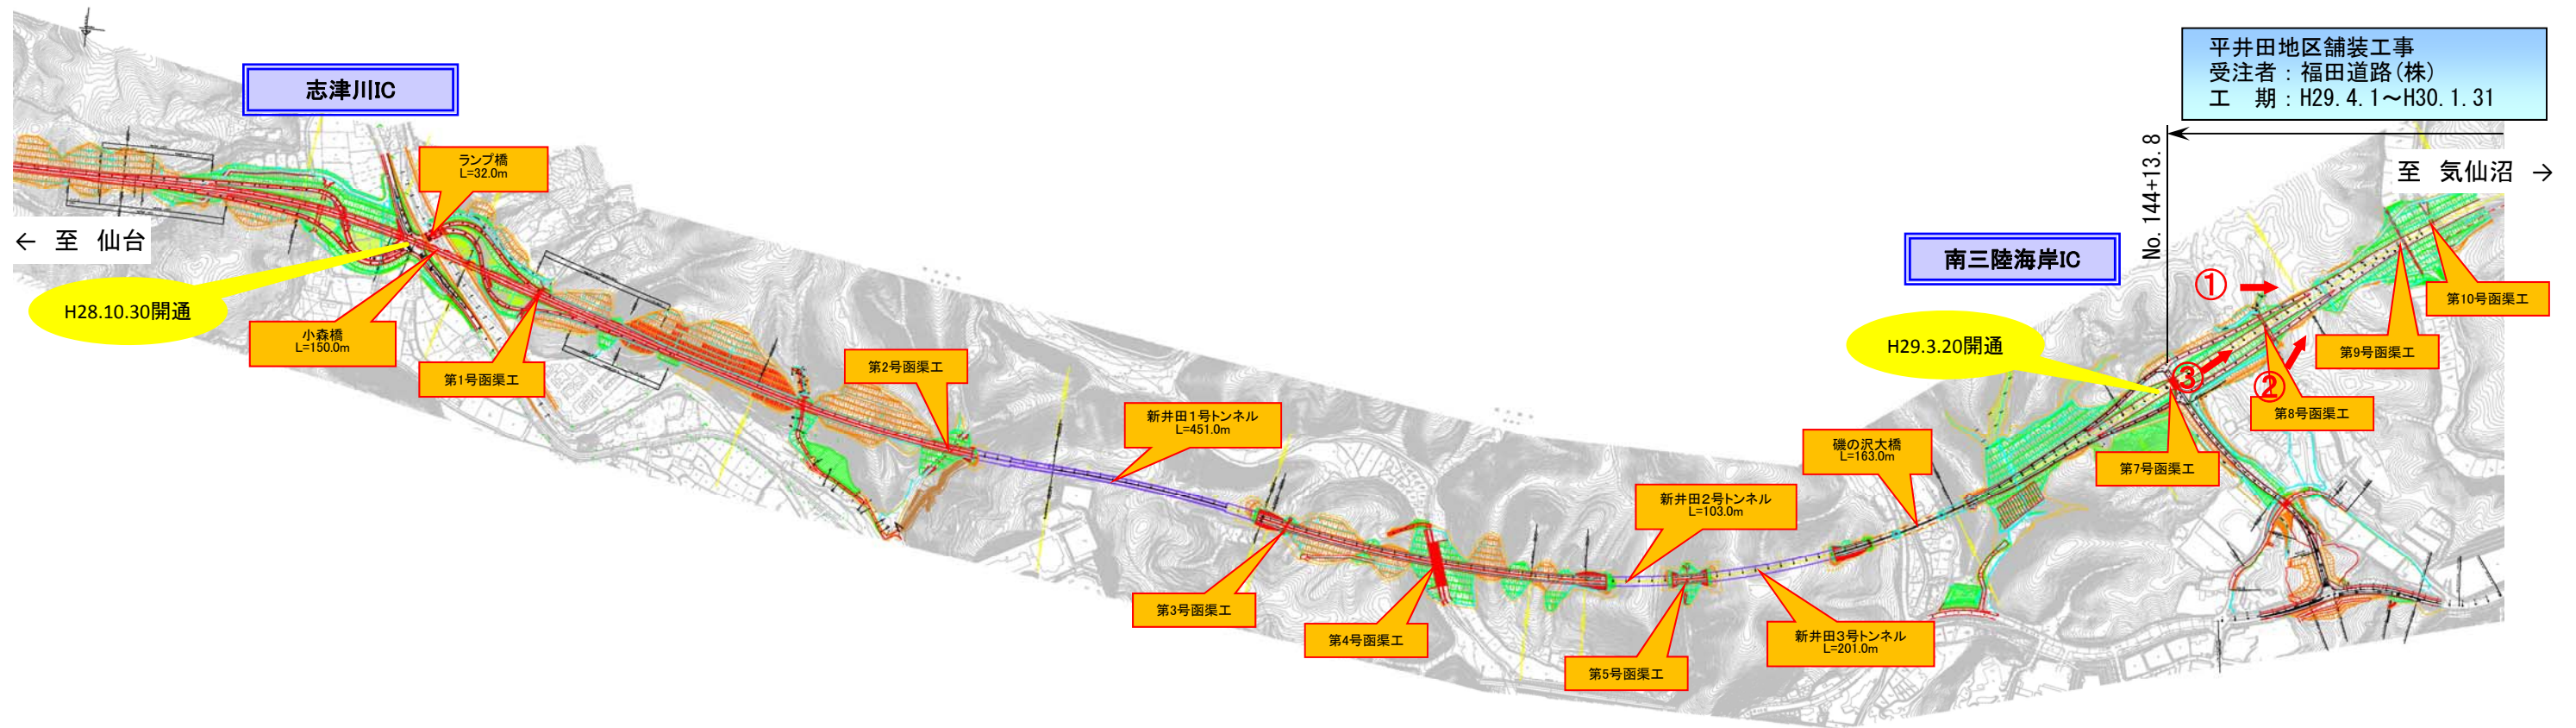 平井田地区舗装工事
受注者：福田道路(株)
工　期：H29.4.1～H30.1.31
志津川IC
No.144+13.8
ランプ橋
L=32.0m
至 気仙沼 →
← 至 仙台
南三陸海岸IC
①
第10号函渠工
H28.10.30開通
小森橋
L=150.0m
H29.3.20開通
第9号函渠工
第2号函渠工
第1号函渠工
③
②
第8号函渠工
新井田1号トンネル
L=451.0m
磯の沢大橋
L=163.0m
第7号函渠工
新井田2号トンネル
L=103.0m
第3号函渠工
第4号函渠工
新井田3号トンネル
L=201.0m
第5号函渠工